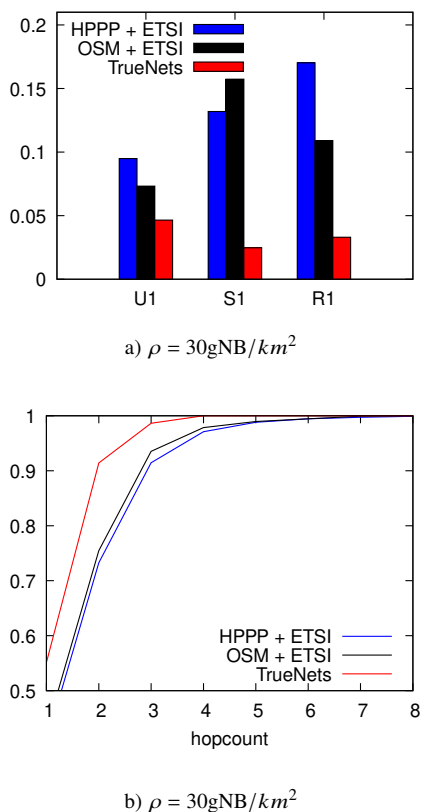 0.2
HPPP + ETSI
OSM + ETSI
TrueNets
0.15
0.1
0.05
0
U1 S1 R1
a) ρ = 30gNB/km²
1
0.9
0.8
0.7
0.6
0.5
HPPP + ETSI
OSM + ETSI
TrueNets
1 2 3 4 5 6 7 8
hopcount
b) ρ = 30gNB/km²